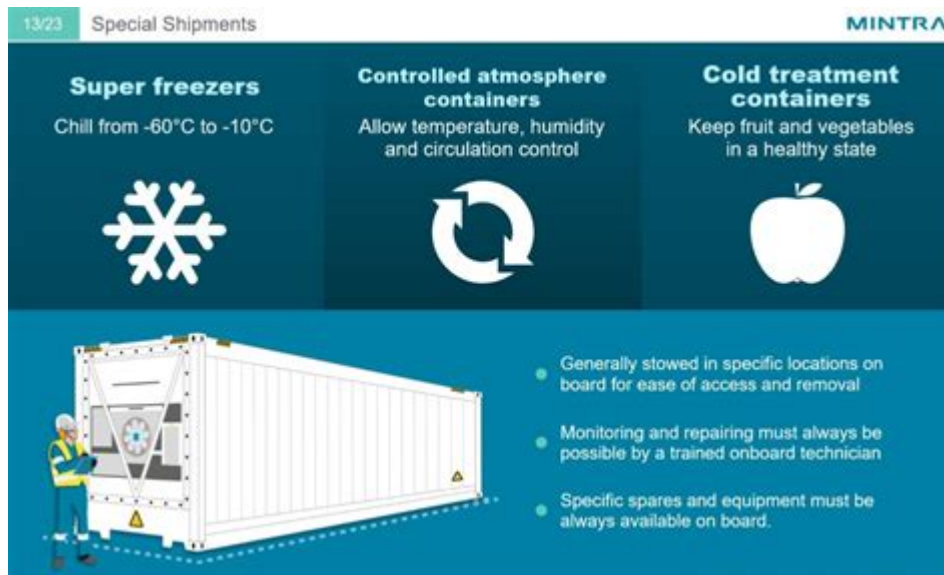 13/23
Special Shipments
MINTRA
Super freezers
Chill from -60°C to -10°C
Controlled atmosphere
containers
Allow temperature, humidity
and circulation control
Cold treatment
containers
Keep fruit and vegetables
in a healthy state
Generally stowed in specific locations on
board for ease of access and removal
Monitoring and repairing must always be
possible by a trained onboard technician
Specific spares and equipment must be
always available on board.